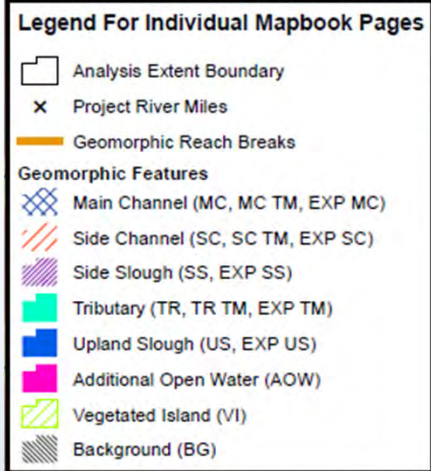 Legend For Individual Mapbook Pages
Analysis Extent Boundary
Project River Miles
Geomorphic Reach Breaks
Geomorphic Features
Main Channel (MC, MC TM, EXP MC)
Side Channel (SC, SC TM, EXP SC)
Side Slough (SS, EXP SS)
Tributary (TR, TR TM, EXP TM)
Upland Slough (US, EXP US)
Additional Open Water (AOW)
Vegetated Island (VI)
Background (BG)